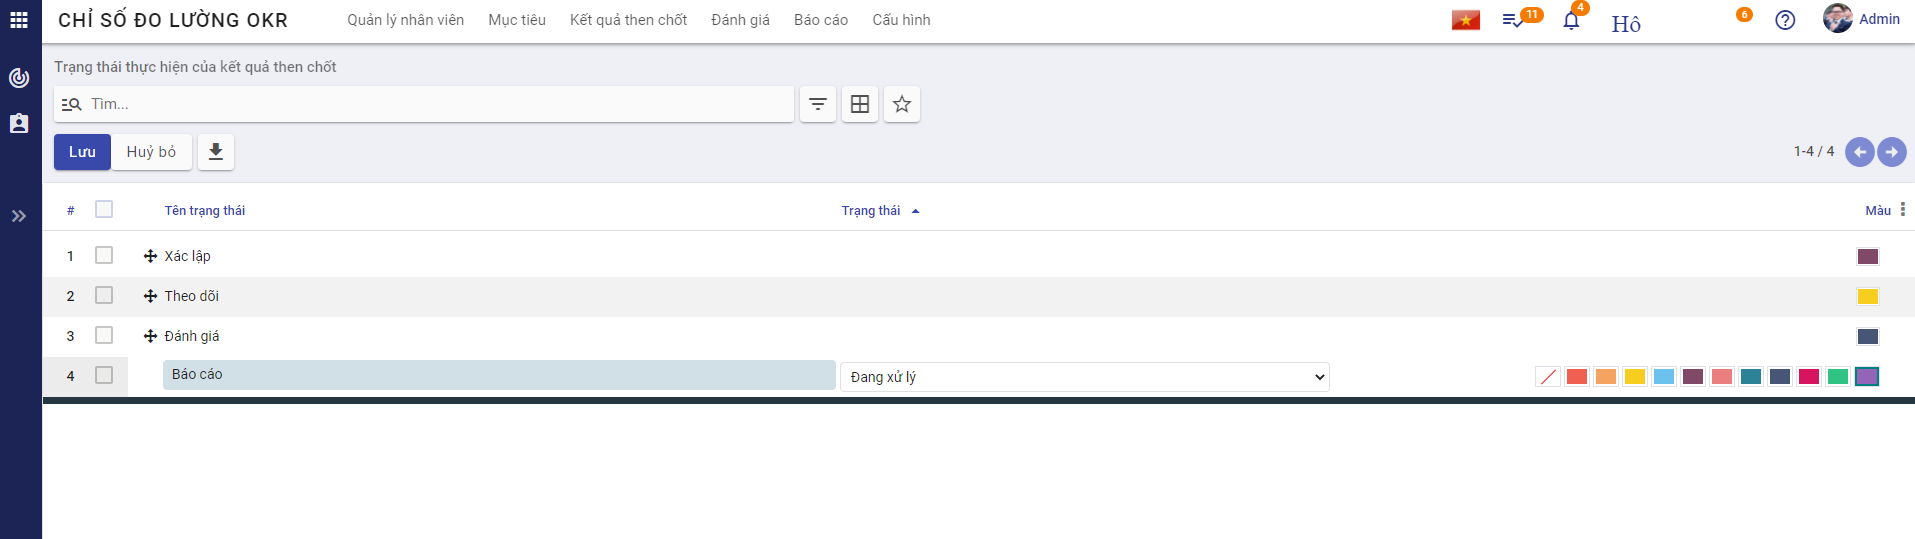 CHỈ SỐ ĐO LƯỜNG OKR Quản lý nhân viên Mục tiêu Kết quả then chốt Đánh giá Báo cáo Cấu hình 11 4 Hô 6 Admin
Trạng thái thực hiện của kết quả then chốt
Tìm...
Lưu Huỷ bỏ 1-4 / 4
# Tên trạng thái Trạng thái Màu
1 Xác lập
2 Theo dõi
3 Đánh giá
4 Báo cáo Đang xử lý